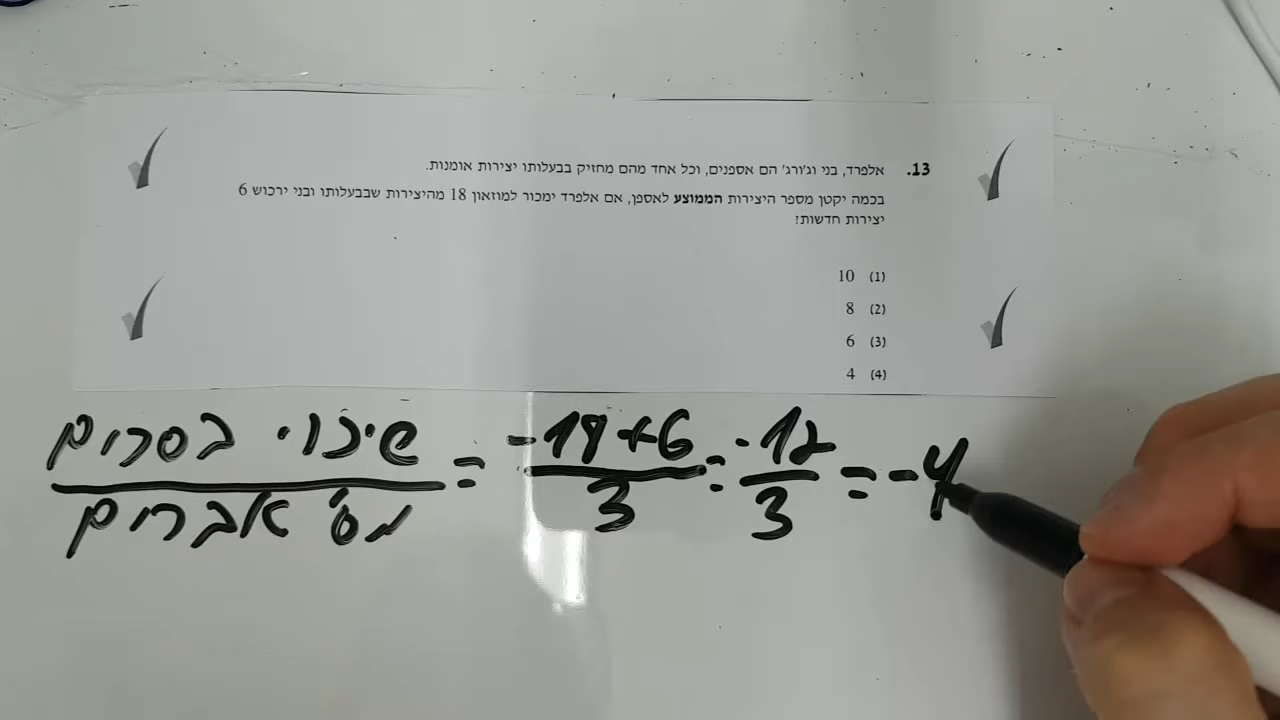 13. אלפרד, בני וג'ורג' הם אספנים, וכל אחד מהם מחזיק בבעלותו יצירות אומנות.
בכמה יקטן מספר היצירות הממוצע לאספן, אם אלפרד ימכור למוזאון 18 מהיצירות שבבעלותו ובני ירכוש 6
יצירות חדשות?
(1) 10
(2) 8
(3) 6
(4) 4
שינוי בסכום / מס' אברים = -18+6 / 3 = -12 / 3 = -4